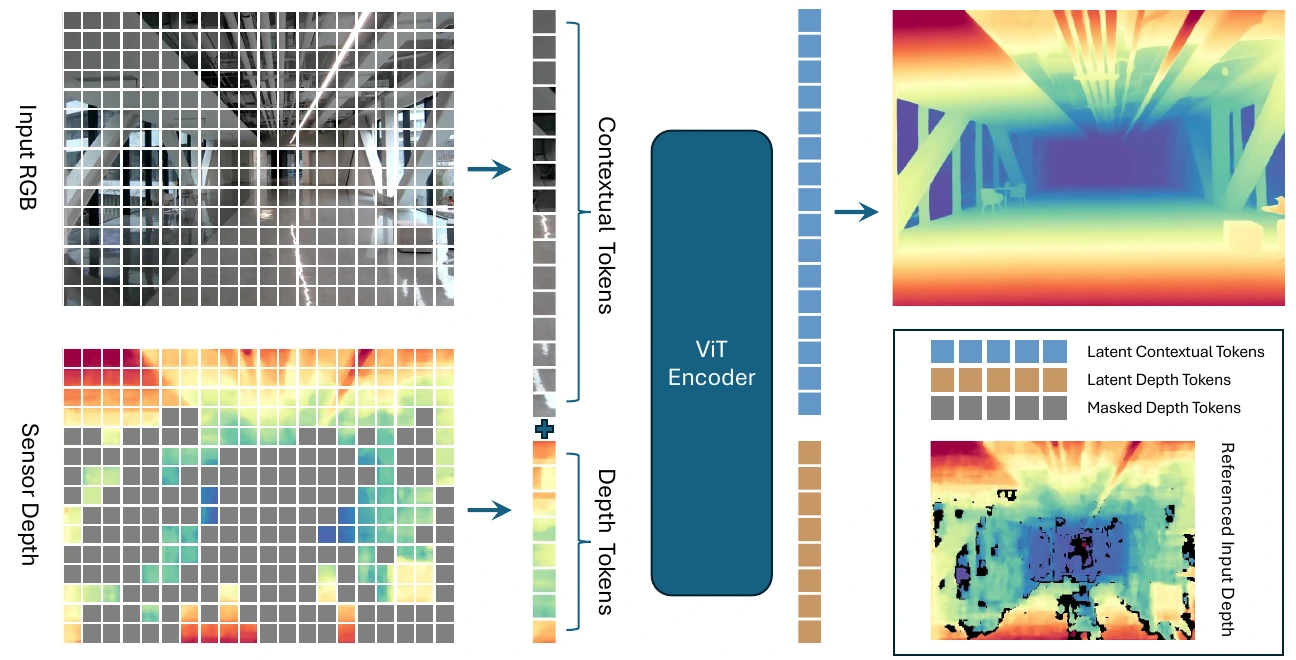 Input RGB
Sensor Depth
Contextual Tokens
Depth Tokens
ViT
Encoder
Latent Contextual Tokens
Latent Depth Tokens
Masked Depth Tokens
Referenced Input Depth